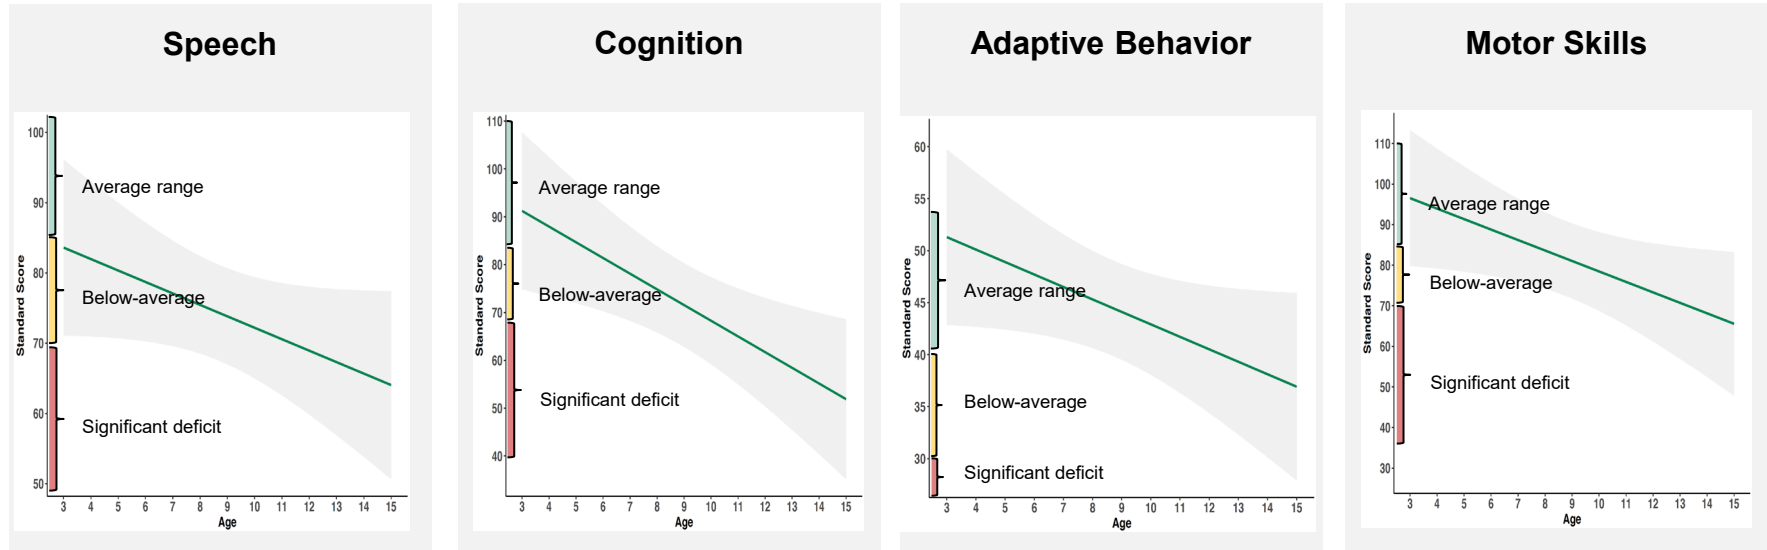 Speech
100
90
80
70
60
50
Standard Score
Average range
Below-average
Significant deficit
3 4 5 6 7 8 9 10 11 12 13 14 15
Age
Cognition
110
100
90
80
70
60
50
40
Standard Score
Average range
Below-average
Significant deficit
3 4 5 6 7 8 9 10 11 12 13 14 15
Age
Adaptive Behavior
60
55
50
45
40
35
30
Standard Score
Average range
Below-average
Significant deficit
3 4 5 6 7 8 9 10 11 12 13 14 15
Age
Motor Skills
110
100
90
80
70
60
50
40
30
Standard Score
Average range
Below-average
Significant deficit
3 4 5 6 7 8 9 10 11 12 13 14 15
Age